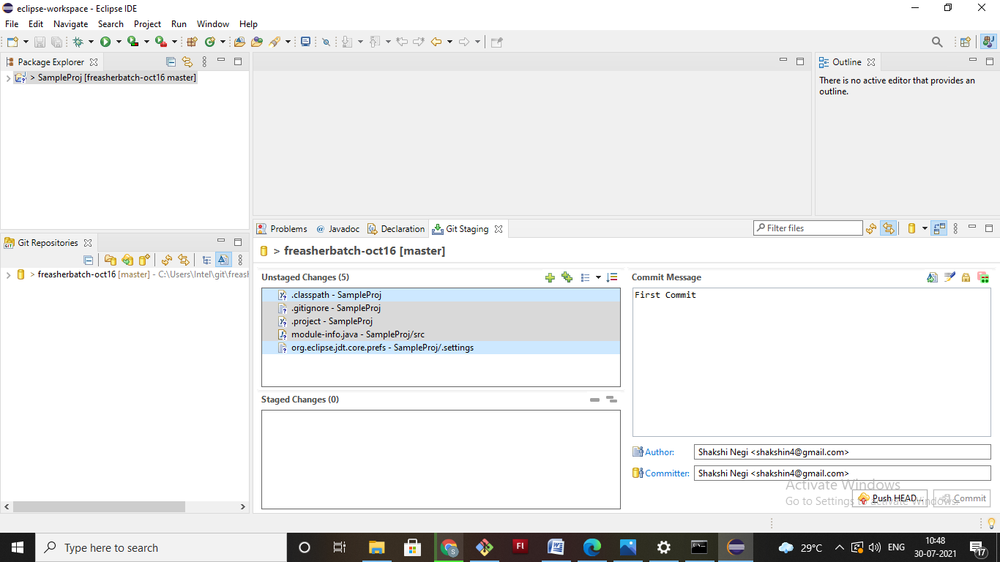 eclipse-workspace - Eclipse IDE
File Edit Navigate Search Project Run Window Help
Package Explorer
> SampleProj [freasherbatch-oct16 master]
Outline
There is no active editor that provides an
outline.
Git Repositories
> freasherbatch-oct16 [master] - C:\Users\Intel\git\freasl
Problems @ Javadoc Declaration Git Staging
Filter files
> freasherbatch-oct16 [master]
Unstaged Changes (5)
.classpath - SampleProj
.gitignore - SampleProj
.project - SampleProj
module-info.java - SampleProj/src
org.eclipse.jdt.core.prefs - SampleProj/.settings
Staged Changes (0)
Commit Message
First Commit
Author: Shakshi Negi <shakshin4@gmail.com>
Committer: Shakshi Negi <shakshin4@gmail.com>
Activate Windows
Go to Settings to activate Windows.
Push HEAD... Commit
Type here to search
29°C ENG
10:48
30-07-2021
17